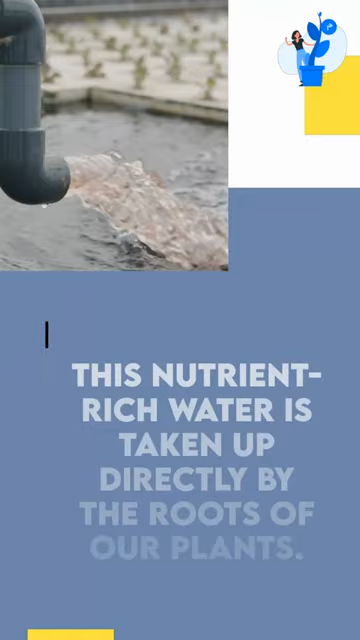 THIS NUTRIENT-
RICH WATER IS
TAKEN UP
DIRECTLY BY
THE ROOTS OF
OUR PLANTS.